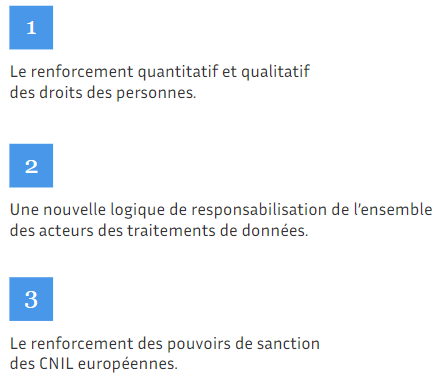 1
Le renforcement quantitatif et qualitatif
des droits des personnes.
2
Une nouvelle logique de responsabilisation de l'ensemble
des acteurs des traitements de données.
3
Le renforcement des pouvoirs de sanction
des CNIL européennes.